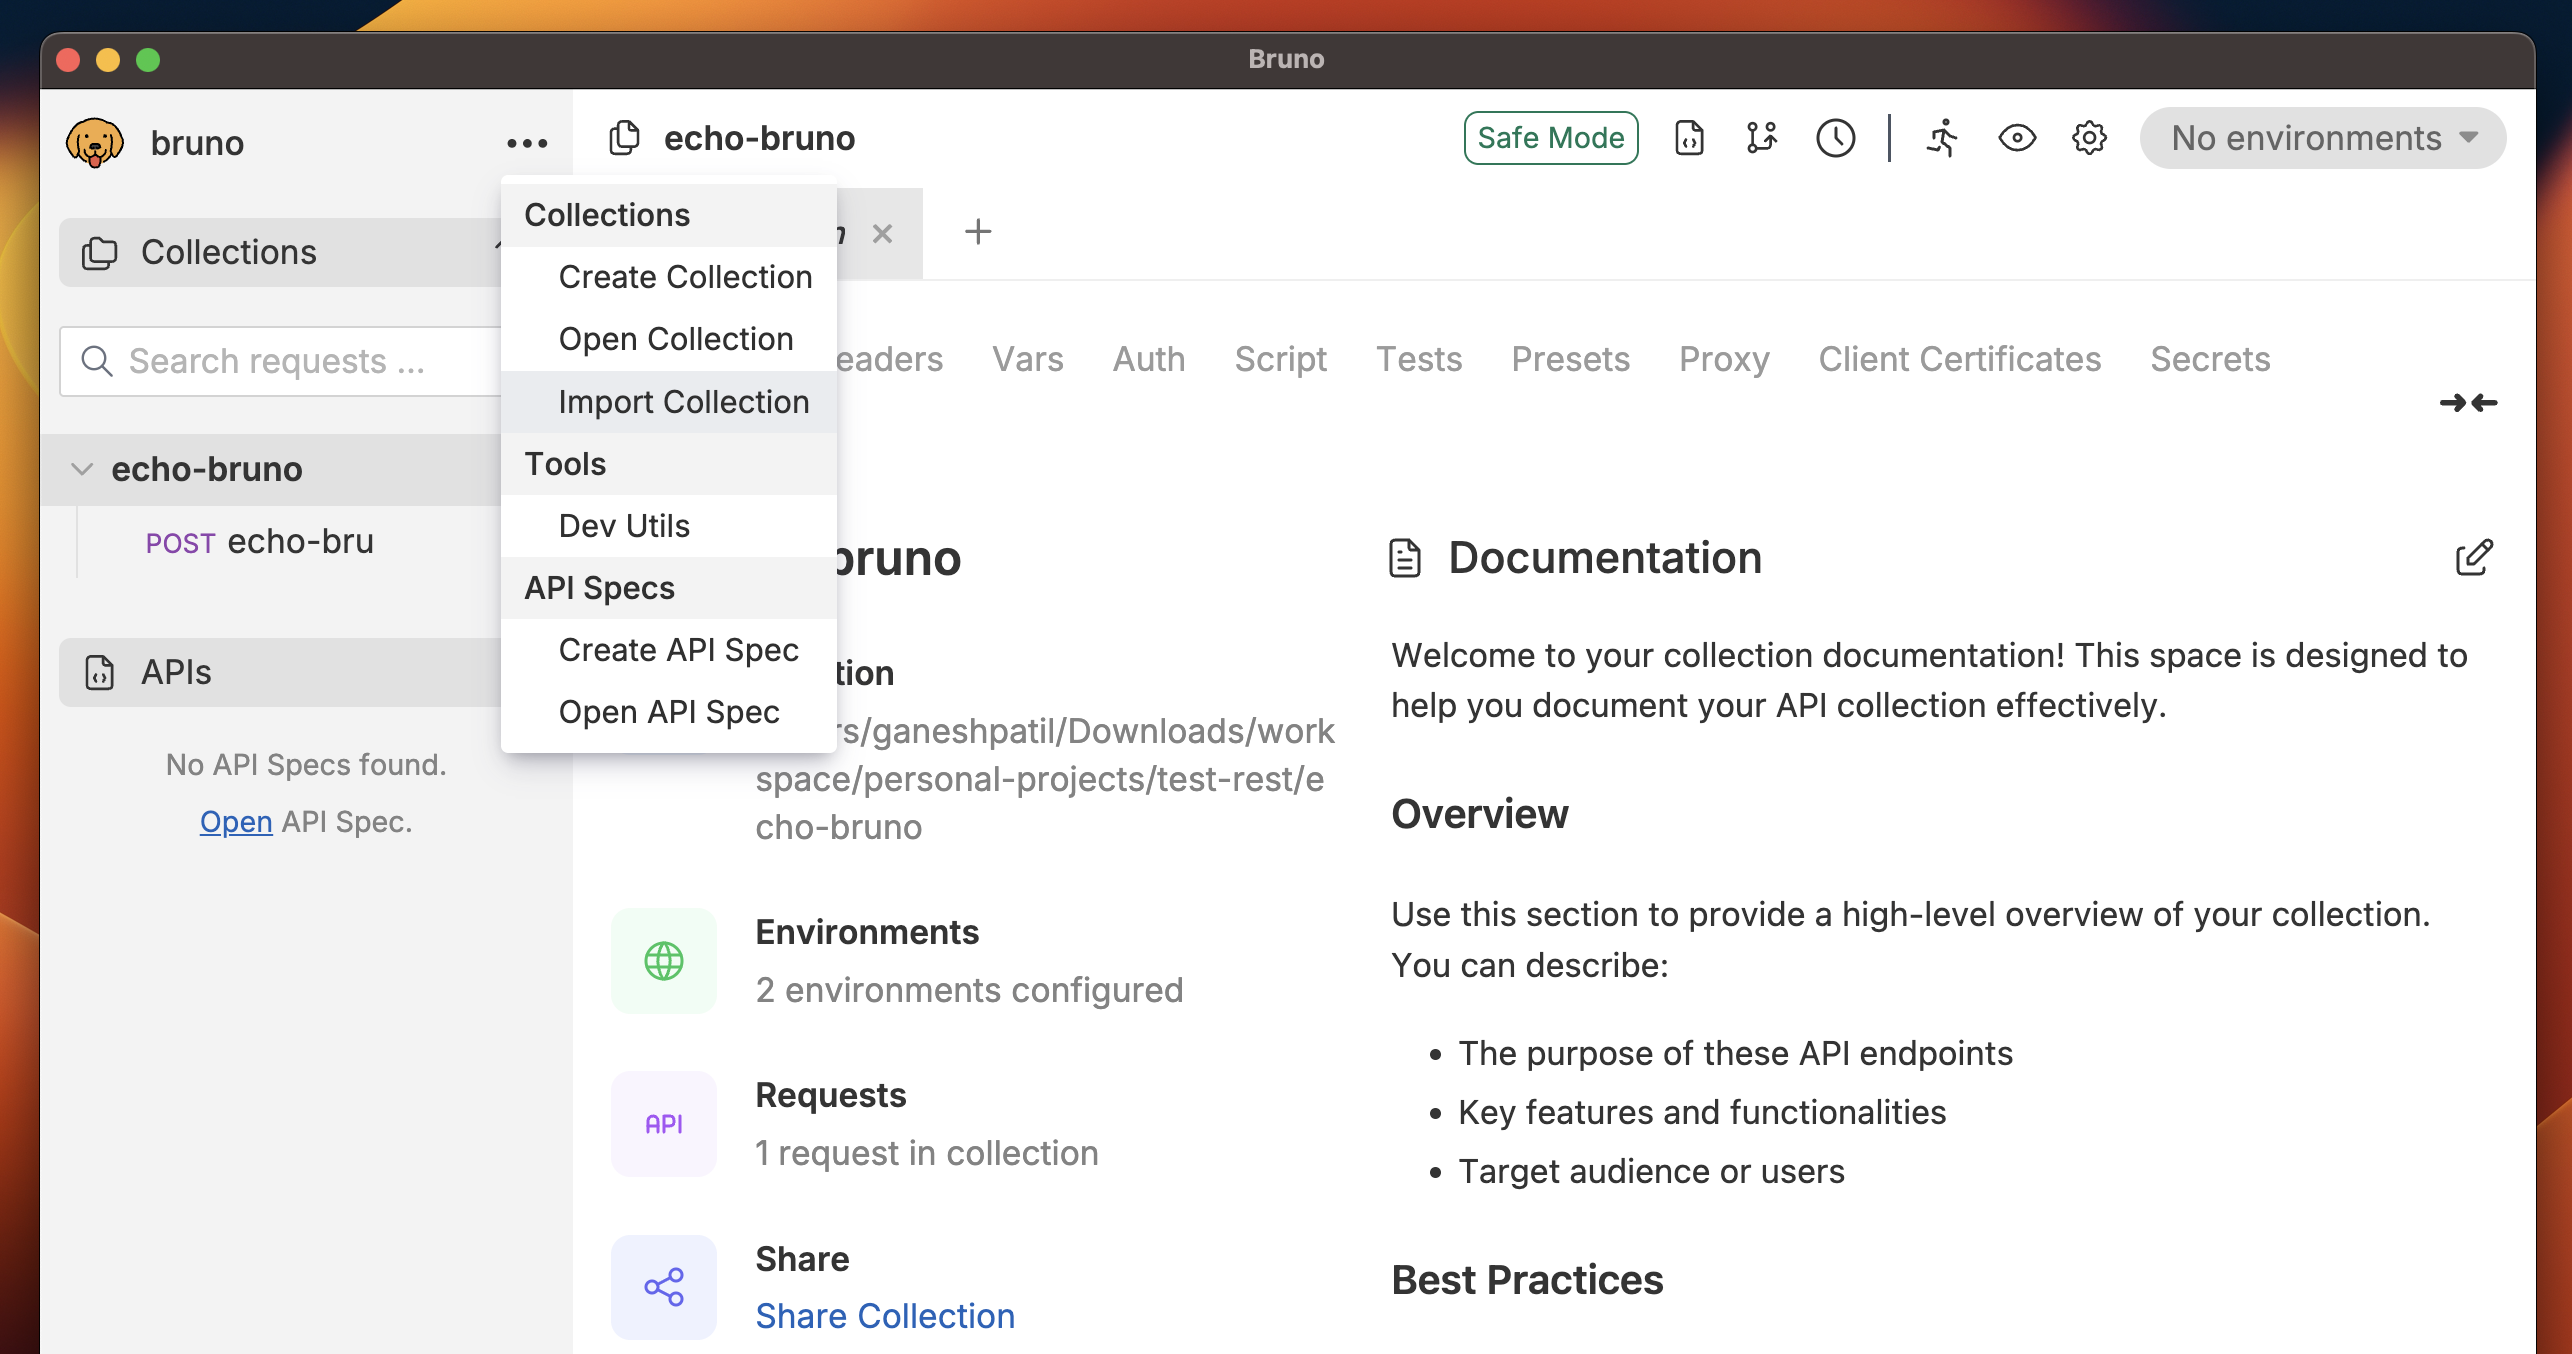 Bruno
bruno
echo-bruno
Safe Mode
No environments
Collections
Search requests ...
echo-bruno
POST echo-bru
APIs
No API Specs found.
Open API Spec.
Collections
Create Collection
Open Collection
Import Collection
Tools
Dev Utils
API Specs
Create API Spec
Open API Spec
eaders Vars Auth Script Tests Presets Proxy Client Certificates Secrets
bruno
tion
rs/ganeshpatil/Downloads/work
space/personal-projects/test-rest/e
cho-bruno
Environments
2 environments configured
API
Requests
1 request in collection
Share
Share Collection
Documentation
Welcome to your collection documentation! This space is designed to
help you document your API collection effectively.
Overview
Use this section to provide a high-level overview of your collection.
You can describe:
• The purpose of these API endpoints
• Key features and functionalities
• Target audience or users
Best Practices